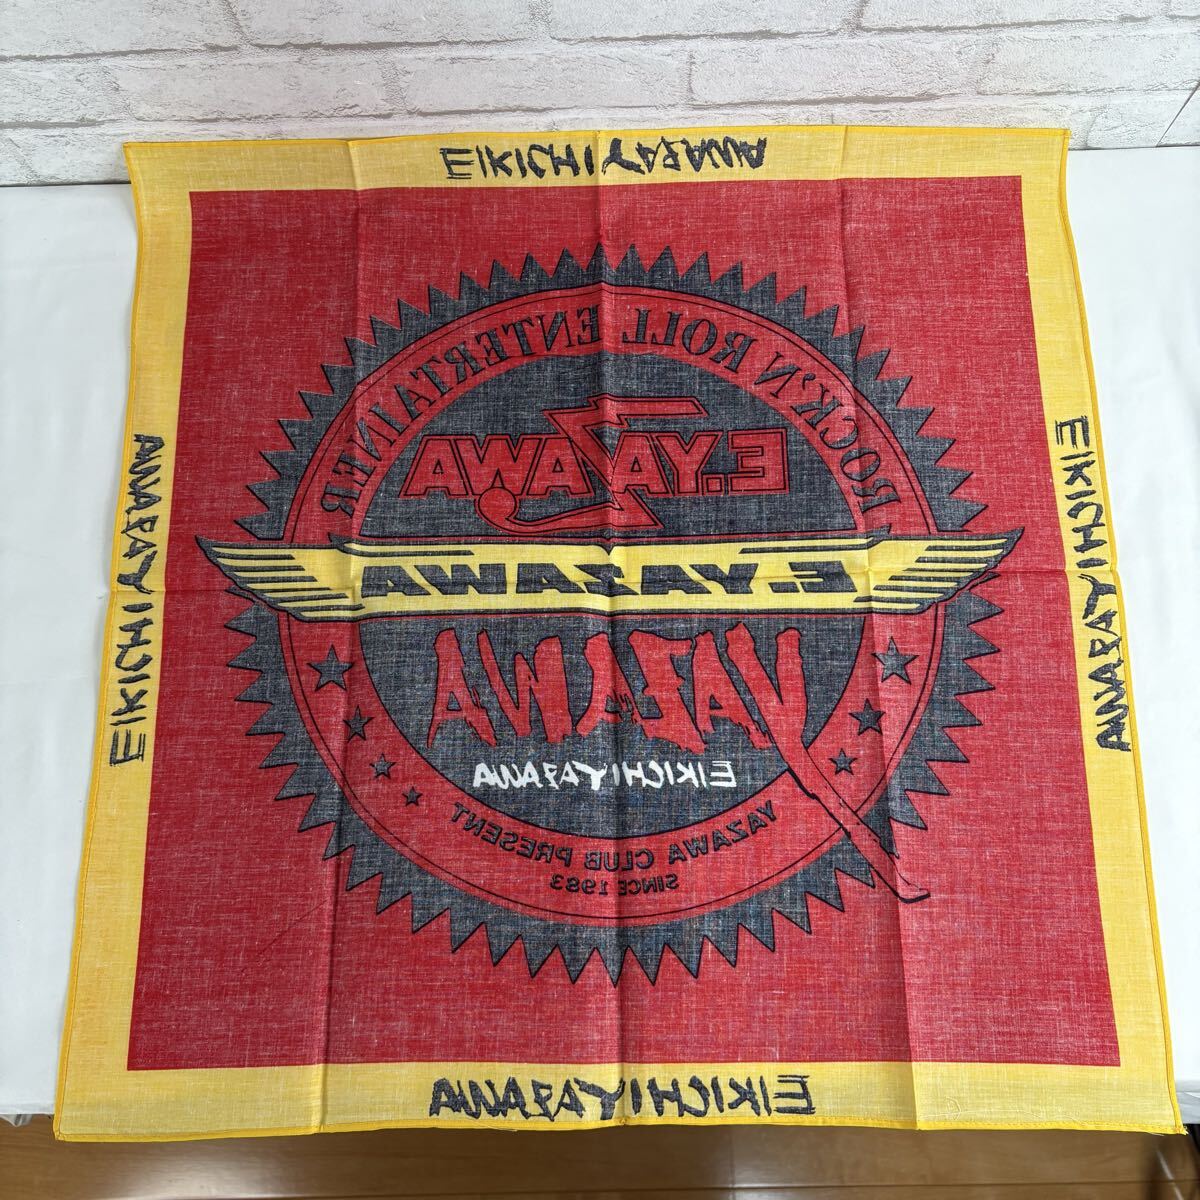 EIKICHI YAZAWA
ROCK'N ROLL ENTERTAINER
E.YAZAWA
E.YAZAWA
YAZAWA
EIKICHI YAZAWA
YAZAWA CLUB PRESENT
SINCE 1983
EIKICHI YAZAWA
EIKICHI YAZAWA
EIKICHI YAZAWA